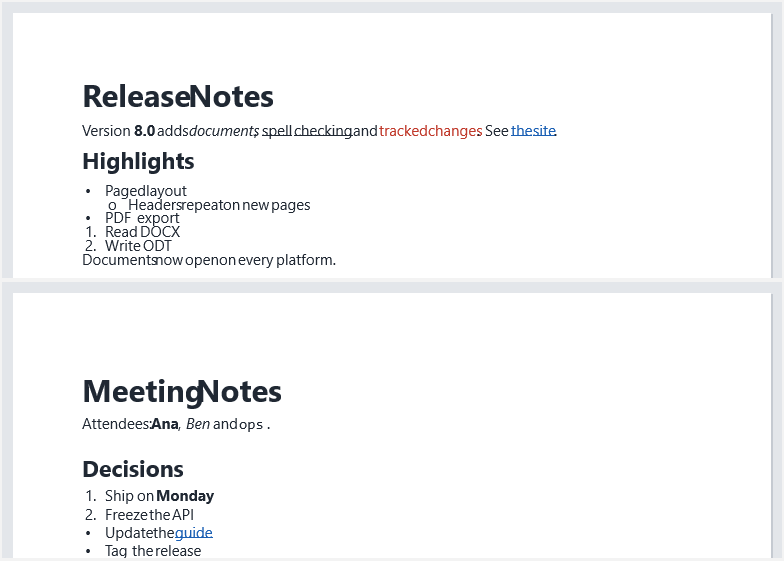 Release Notes
Version 8.0 adds documents, spell checking and tracked changes. See the site.
Highlights
• Paged layout
o Headers repeat on new pages
• PDF export
1. Read DOCX
2. Write ODT
Documents now open on every platform.
Meeting Notes
Attendees: Ana, Ben and ops .
Decisions
1. Ship on Monday
2. Freeze the API
• Update the guide
• Tag the release